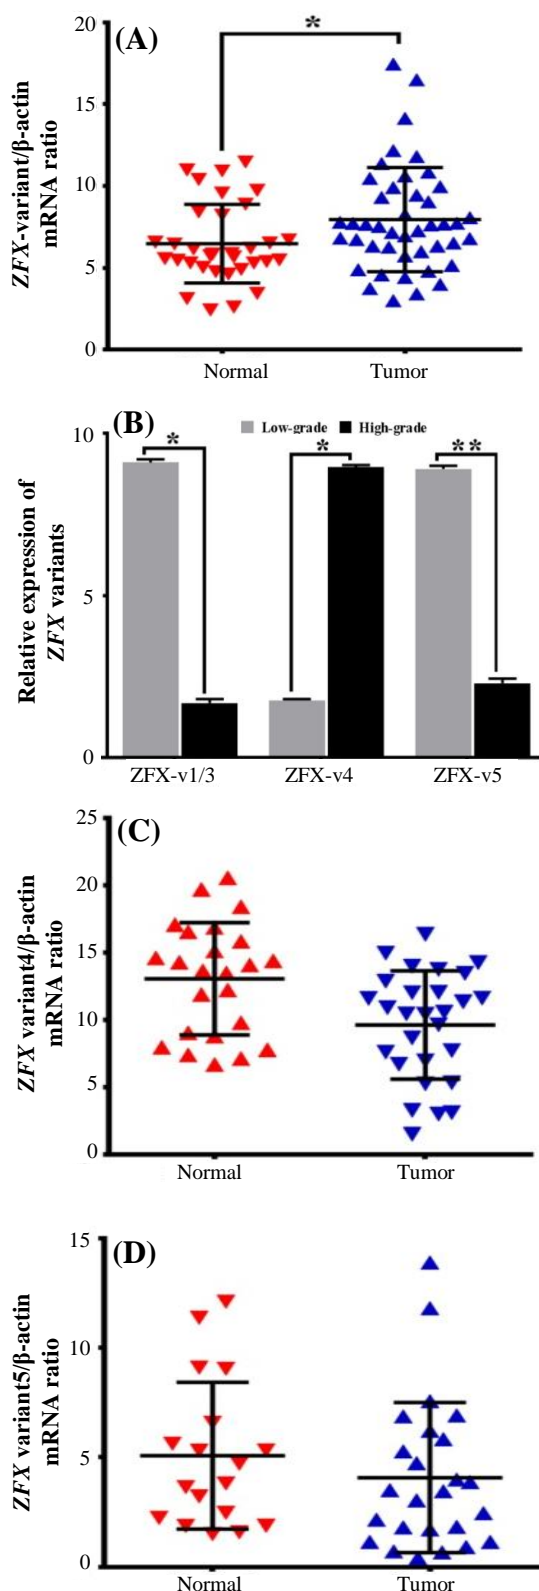 (A)
*
ZFX-variant/β-actin
mRNA ratio
20
15
10
5
0
Normal
Tumor
(B)
Low-grade
High-grade
*
*
**
Relative expression of
ZFX variants
10
5
0
ZFX-v1/3
ZFX-v4
ZFX-v5
(C)
ZFX variant4/β-actin
mRNA ratio
25
20
15
10
5
0
Normal
Tumor
(D)
ZFX variant5/β-actin
mRNA ratio
15
10
5
0
Normal
Tumor